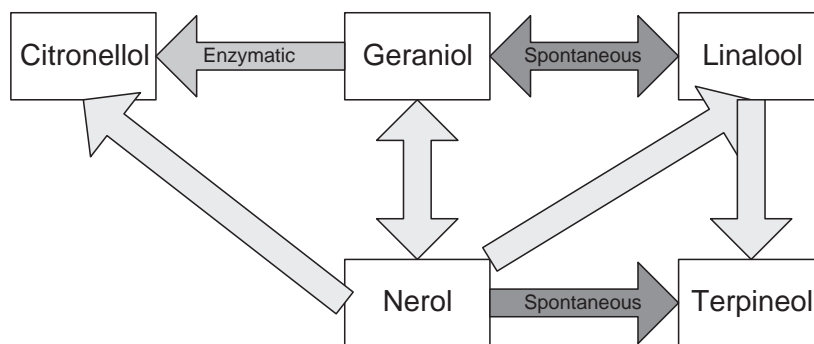 Citronellol
Enzymatic
Geraniol
Spontaneous
Linalool
Nerol
Spontaneous
Terpineol